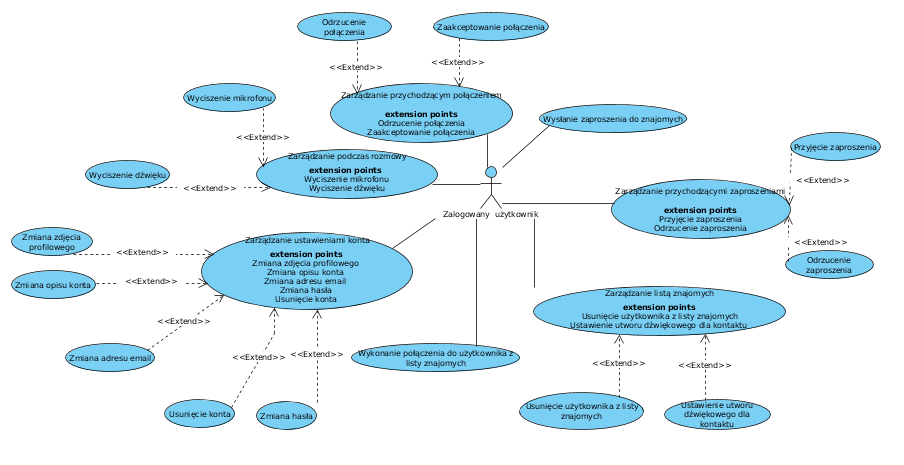 Odrzucenie
połączenia
Zaakceptowanie połączenia
<<Extend>>
<<Extend>>
Zarządzanie przychodzącym połączeniem
extension points
Odrzucenie połączenia
Zaakceptowanie połączenia
Wyciszenie mikrofonu
<<Extend>>
Wysłanie zaproszenia do znajomych
Przyjęcie zaproszenia
Zarządzanie podczas rozmowy
extension points
Wyciszenie mikrofonu
Wyciszenie dźwięku
Wyciszenie dźwięku
<<Extend>>
<<Extend>>
Zarządzanie przychodzącymi zaproszeniami
extension points
Przyjęcie zaproszenia
Odrzucenie zaproszenia
Zalogowany użytkownik
<<Extend>>
Odrzucenie
zaproszenia
Zmiana zdjęcia
profilowego
<<Extend>>
Zarządzanie ustawieniami konta
extension points
Zmiana zdjęcia profilowego
Zmiana opisu konta
Zmiana adresu email
Zmiana hasła
Usunięcie konta
Zmiana opisu konta
<<Extend>>
Zarządzanie listą znajomych
extension points
Usunięcie użytkownika z listy znajomych
Ustawienie utworu dźwiękowego dla kontaktu
<<Extend>>
Zmiana adresu email
<<Extend>>
<<Extend>>
Wykonanie połączenia do użytkownika z
listy znajomych
<<Extend>>
<<Extend>>
Usunięcie konta
Zmiana hasła
Usunięcie użytkownika z listy
znajomych
Ustawienie utworu
dźwiękowego dla
kontaktu